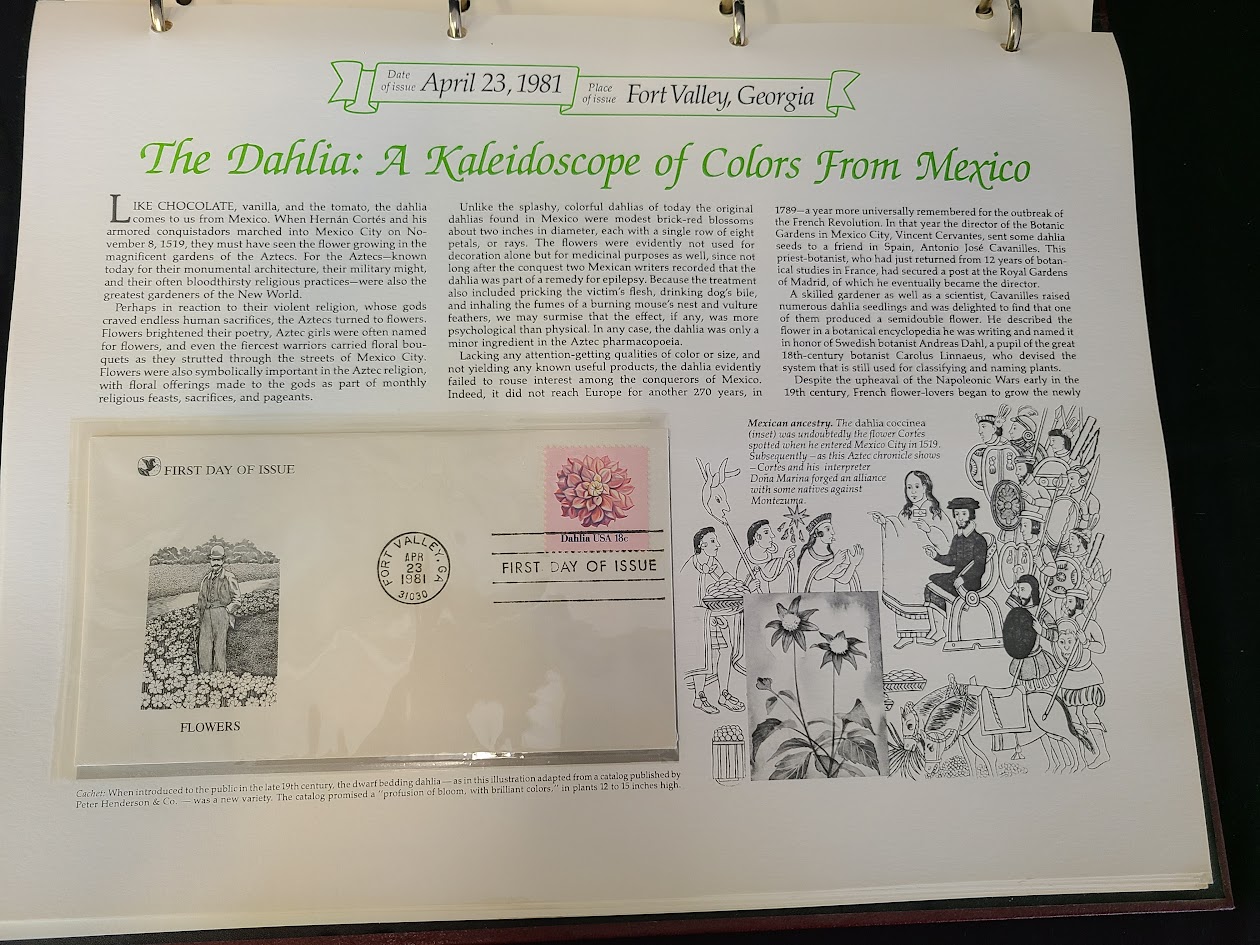 Date
of issue April 23, 1981 Place
of issue Fort Valley, Georgia
The Dahlia: A Kaleidoscope of Colors From Mexico
LIKE CHOCOLATE, vanilla, and the tomato, the dahlia
comes to us from Mexico. When Hernán Cortés and his
armored conquistadors marched into Mexico City on No-
vember 8, 1519, they must have seen the flower growing in the
magnificent gardens of the Aztecs. For the Aztecs—known
today for their monumental architecture, their military might,
and their often bloodthirsty religious practices—were also the
greatest gardeners of the New World.
Perhaps in reaction to their violent religion, whose gods
craved endless human sacrifices, the Aztecs turned to flowers.
Flowers brightened their poetry, Aztec girls were often named
for flowers, and even the fiercest warriors carried floral bou-
quets as they strutted through the streets of Mexico City.
Flowers were also symbolically important in the Aztec religion,
with floral offerings made to the gods as part of monthly
religious feasts, sacrifices, and pageants.
Unlike the splashy, colorful dahlias of today the original
dahlias found in Mexico were modest brick-red blossoms
about two inches in diameter, each with a single row of eight
petals, or rays. The flowers were evidently not used for
decoration alone but for medicinal purposes as well, since not
long after the conquest two Mexican writers recorded that the
dahlia was part of a remedy for epilepsy. Because the treatment
also included pricking the victim's flesh, drinking dog's bile,
and inhaling the fumes of a burning mouse's nest and vulture
feathers, we may surmise that the effect, if any, was more
psychological than physical. In any case, the dahlia was only a
minor ingredient in the Aztec pharmacopoeia.
Lacking any attention-getting qualities of color or size, and
not yielding any known useful products, the dahlia evidently
failed to rouse interest among the conquerors of Mexico.
Indeed, it did not reach Europe for another 270 years, in
1789—a year more universally remembered for the outbreak of
the French Revolution. In that year the director of the Botanic
Gardens in Mexico City, Vincent Cervantes, sent some dahlia
seeds to a friend in Spain, Antonio José Cavanilles. This
priest-botanist, who had just returned from 12 years of botan-
ical studies in France, had secured a post at the Royal Gardens
of Madrid, of which he eventually became the director.
A skilled gardener as well as a scientist, Cavanilles raised
numerous dahlia seedlings and was delighted to find that one
of them produced a semidouble flower. He described the
flower in a botanical encyclopedia he was writing and named it
in honor of Swedish botanist Andreas Dahl, a pupil of the great
18th-century botanist Carolus Linnaeus, who devised the
system that is still used for classifying and naming plants.
Despite the upheaval of the Napoleonic Wars early in the
19th century, French flower-lovers began to grow the newly
FIRST DAY OF ISSUE
FLOWERS
FORT VALLEY, GA
APR
23
1981
31030
Dahlia USA 18c
FIRST DAY OF ISSUE
Mexican ancestry. The dahlia coccinea
(inset) was undoubtedly the flower Cortés
spotted when he entered Mexico City in 1519.
Subsequently—as this Aztec chronicle shows
—Cortés and his interpreter
Doña Marina forged an alliance
with some natives against
Montezuma.
Cachet: When introduced to the public in the late 19th century, the dwarf bedding dahlia—as in this illustration adapted from a catalog published by
Peter Henderson & Co. — was a new variety. The catalog promised a "profusion of bloom, with brilliant colors," in plants 12 to 15 inches high.